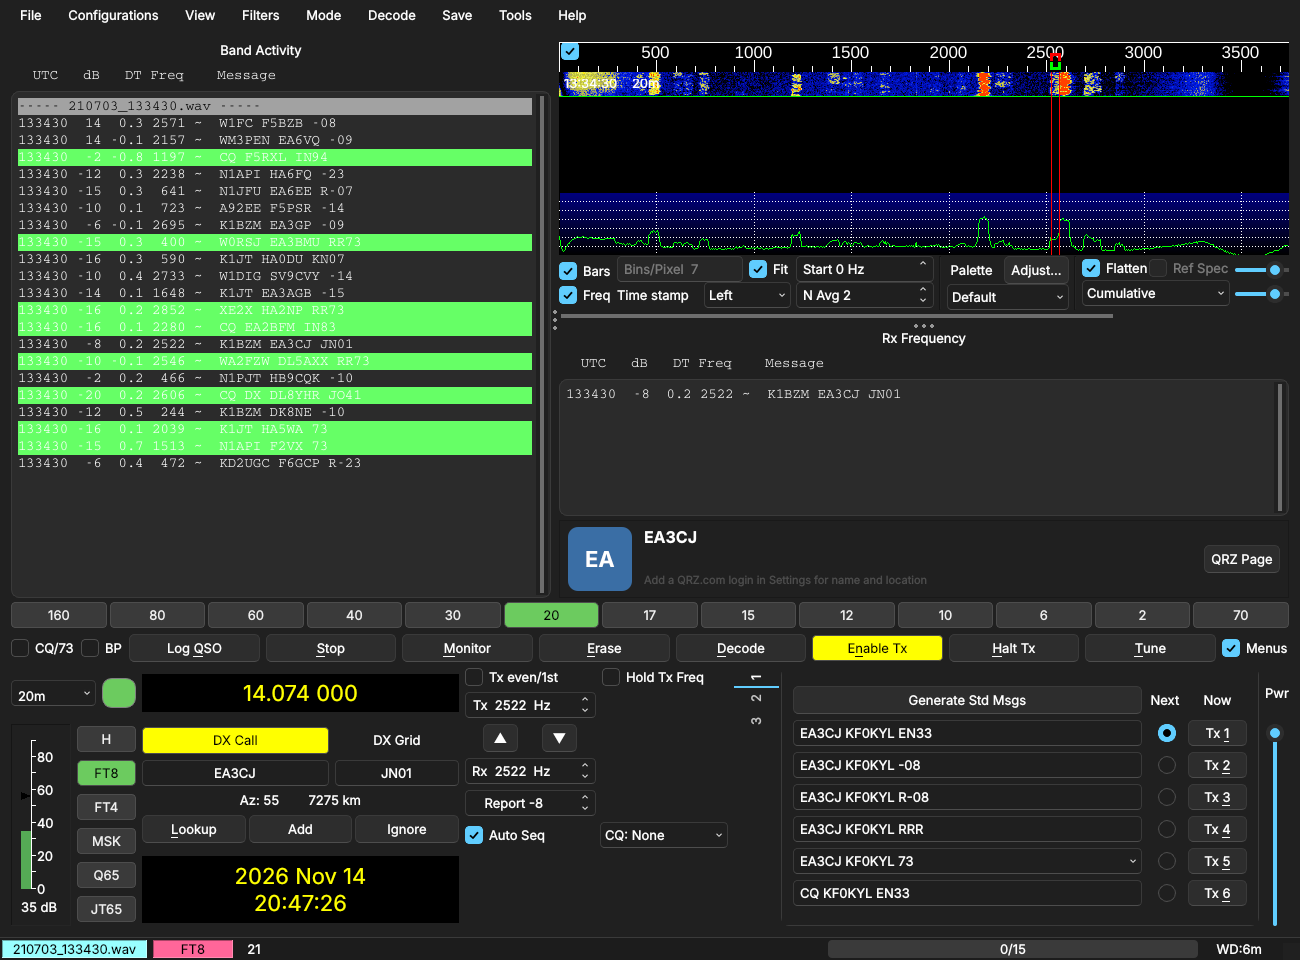 File Configurations View Filters Mode Decode Save Tools Help
Band Activity
UTC dB DT Freq Message
----- 210703_133430.wav -----
133430 14 0.3 2571 ~ W1FC F5BZB -08
133430 14 -0.1 2157 ~ WM3PEN EA6VQ -09
133430 -2 -0.8 1197 ~ CQ F5RXL IN94
133430 -12 0.3 2238 ~ N1API HA6FQ -23
133430 -15 0.3 641 ~ N1JFU EA6EE R-07
133430 -10 0.1 723 ~ A92EE F5PSR -14
133430 -6 -0.1 2695 ~ K1BZM EA3GP -09
133430 -15 0.3 400 ~ W0RSJ EA3BMU RR73
133430 -16 0.3 590 ~ K1JT HA0DU KN07
133430 -10 0.4 2733 ~ W1DIG SV9CVY -14
133430 -14 0.1 1648 ~ K1JT EA3AGB -15
133430 -16 0.2 2852 ~ XE2X HA2NP RR73
133430 -16 0.1 2280 ~ CQ EA2BFM IN83
133430 -8 0.2 2522 ~ K1BZM EA3CJ JN01
133430 -10 -0.1 2546 ~ WA2FZW DL5AXX RR73
133430 -2 0.2 466 ~ N1PJT HB9CQK -10
133430 -20 0.2 2606 ~ CQ DX DL8YHR JO41
133430 -12 0.5 244 ~ K1BZM DK8NE -10
133430 -16 0.1 2039 ~ K1JT HA5WA 73
133430 -15 0.7 1513 ~ N1API F2VX 73
133430 -6 0.4 472 ~ KD2UGC F6GCP R-23
500 1000 1500 2000 2500 3000 3500
13:34:30 20m
Bars Bins/Pixel 7 Fit Start 0 Hz Palette Adjust... Flatten Ref Spec
Freq Time stamp Left N Avg 2 Default Cumulative
Rx Frequency
UTC dB DT Freq Message
133430 -8 0.2 2522 ~ K1BZM EA3CJ JN01
EA
EA3CJ
Add a QRZ.com login in Settings for name and location
QRZ Page
160 80 60 40 30 20 17 15 12 10 6 2 70
CQ/73 BP Log QSO Stop Monitor Erase Decode Enable Tx Halt Tx Tune Menus
20m
14.074 000
Tx even/1st Hold Tx Freq
Tx 2522 Hz
Rx 2522 Hz
Report -8
Auto Seq CQ: None
1
2
3
H
FT8
FT4
MSK
Q65
JT65
DX Call DX Grid
EA3CJ JN01
Az: 55 7275 km
Lookup Add Ignore
2026 Nov 14
20:47:26
80
60
40
20
0
35 dB
Generate Std Msgs Next Now Pwr
EA3CJ KF0KYL EN33 Tx 1
EA3CJ KF0KYL -08 Tx 2
EA3CJ KF0KYL R-08 Tx 3
EA3CJ KF0KYL RRR Tx 4
EA3CJ KF0KYL 73 Tx 5
CQ KF0KYL EN33 Tx 6
210703_133430.wav FT8 21 0/15 WD:6m